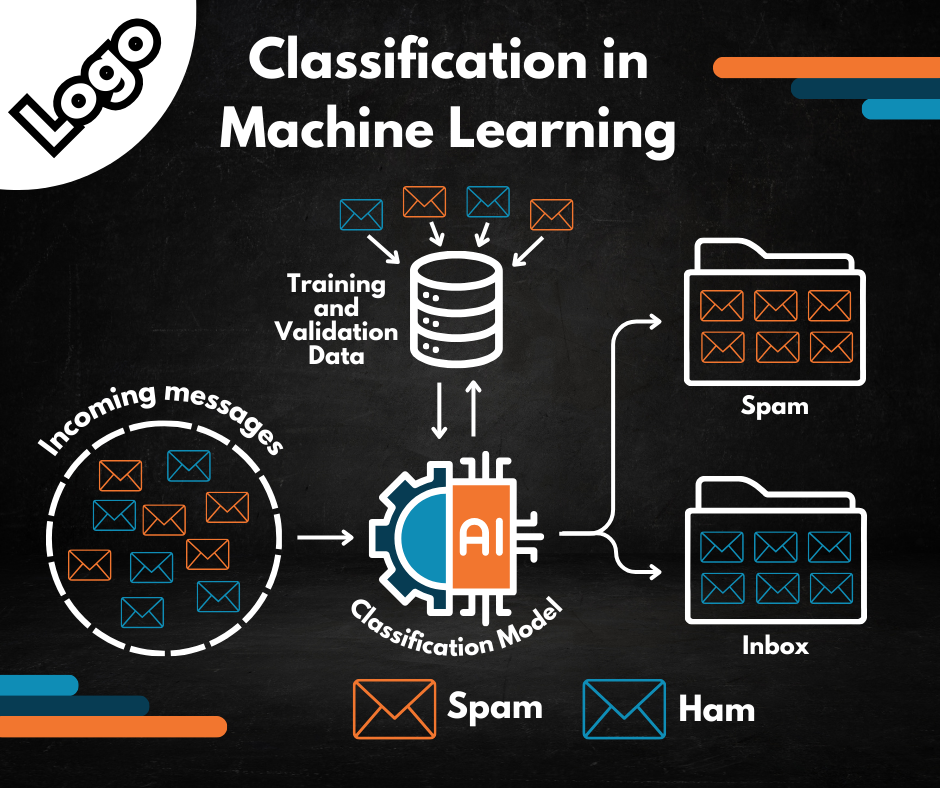 Logo
Classification in
Machine Learning
Training
and
Validation
Data
Incoming messages
AI
Classification Model
Spam
Inbox
Spam
Ham